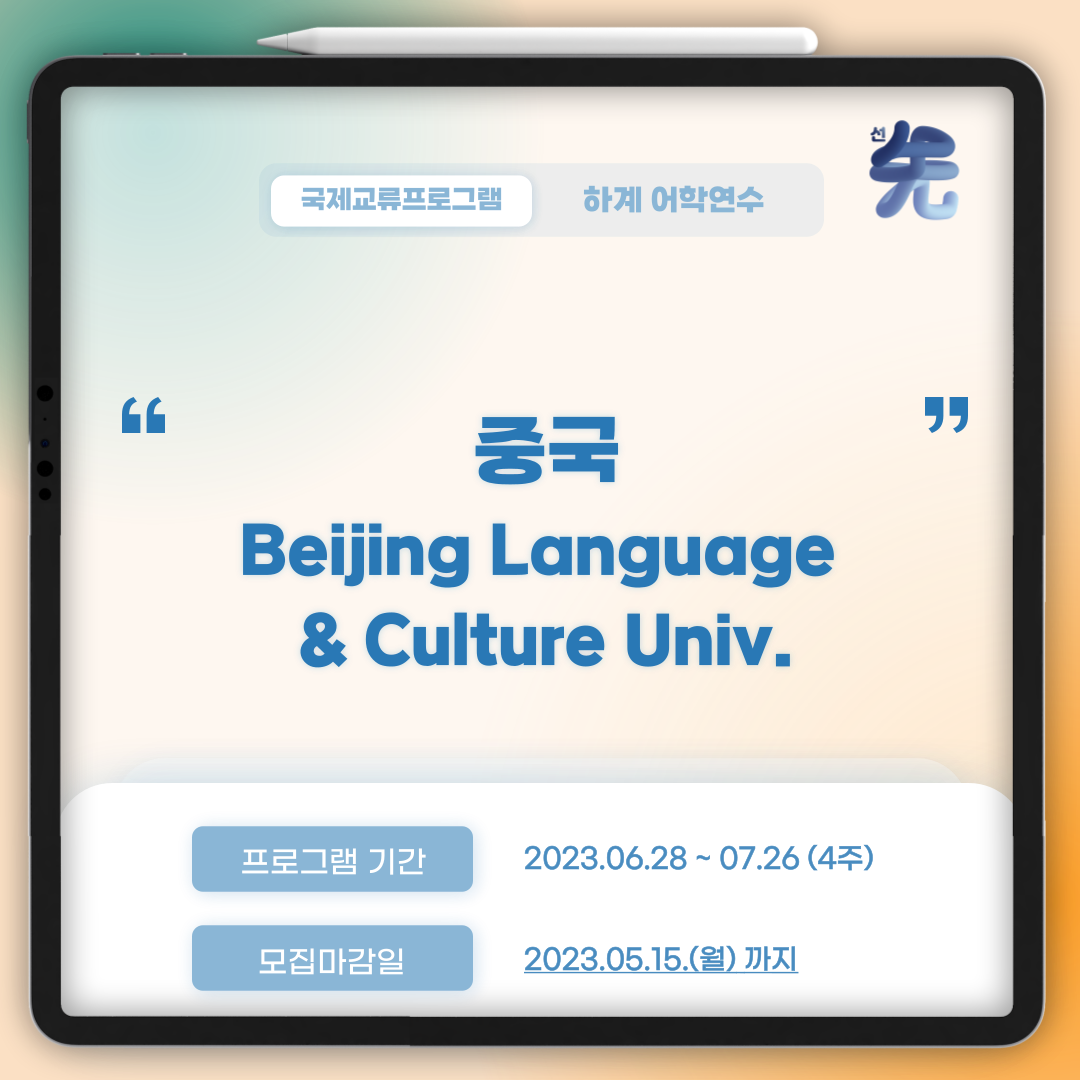 선 先
국제교류프로그램 하계 어학연수
“ ”
중국
Beijing Language
& Culture Univ.
프로그램 기간 2023.06.28 ~ 07.26 (4주)
모집마감일 2023.05.15.(월) 까지